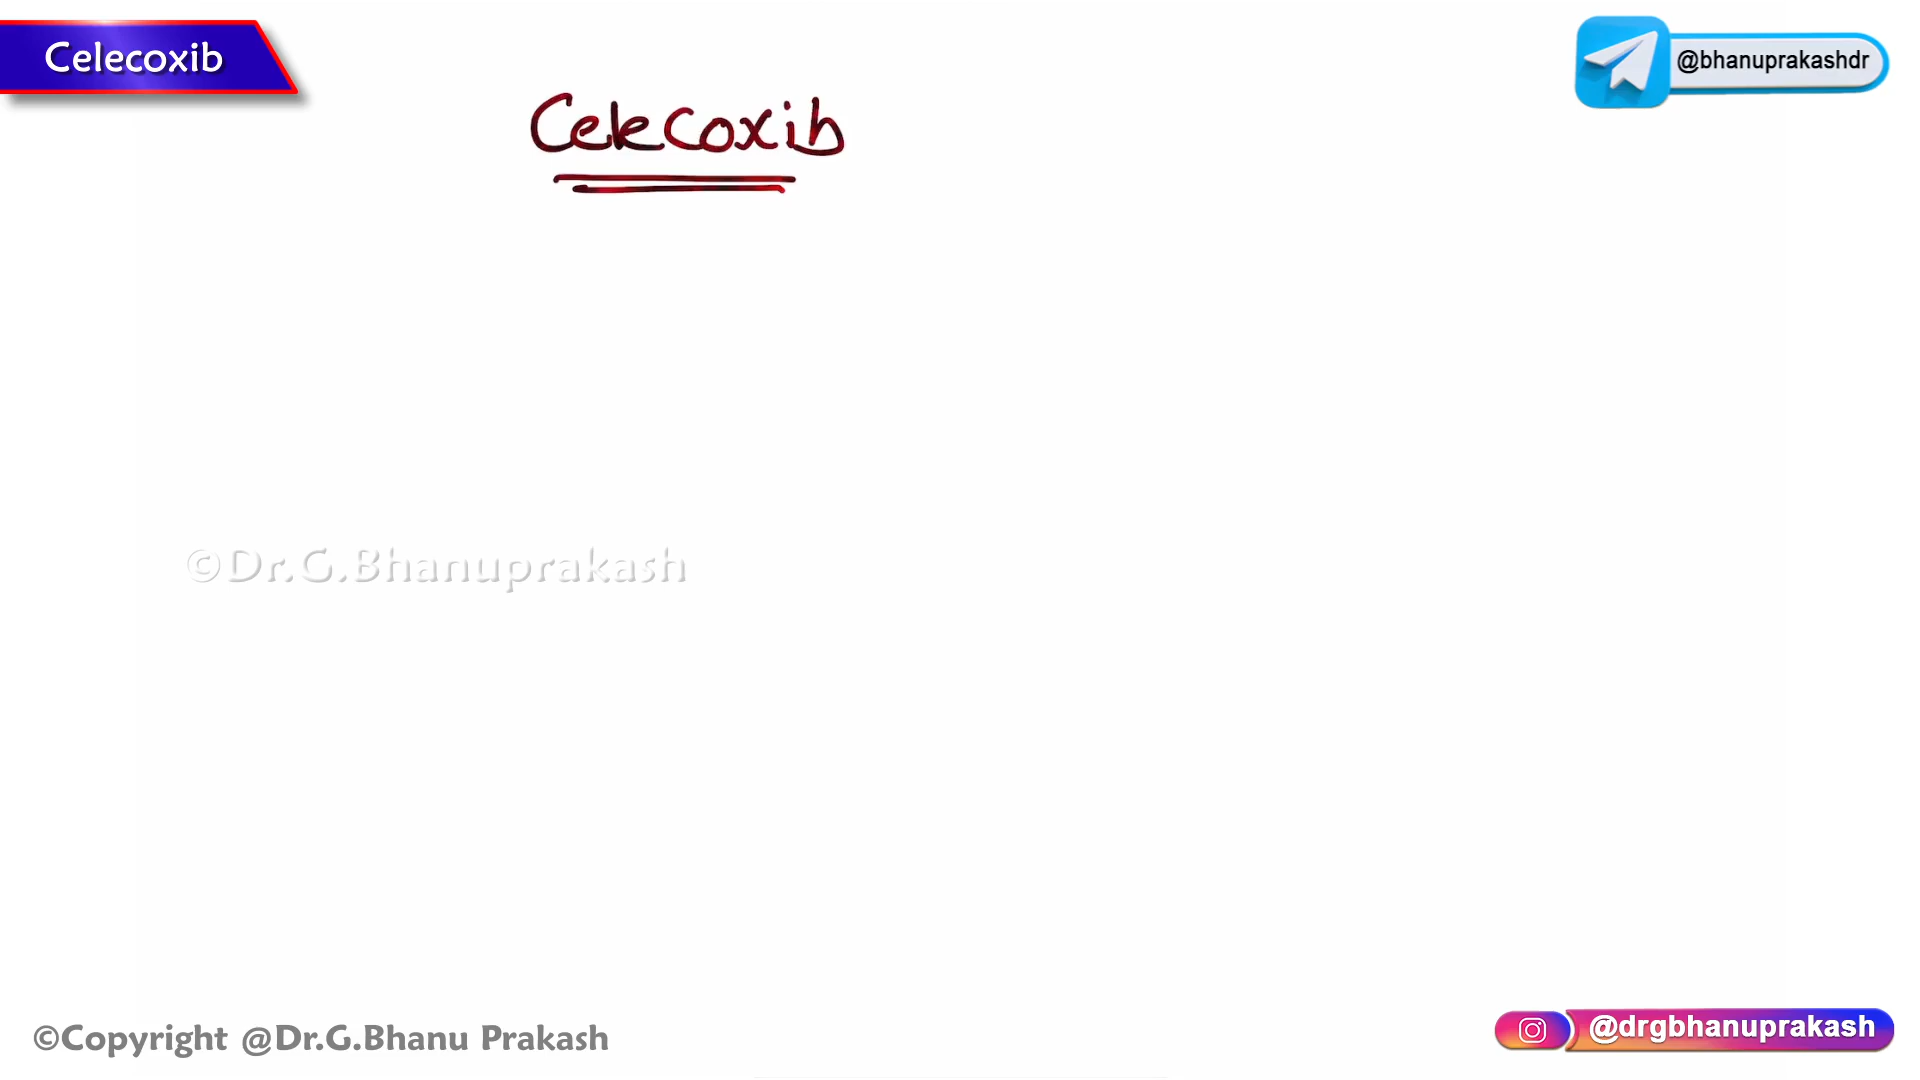 Celecoxib
@bhanuprakashdr
Celecoxib
©Dr.G.Bhanuprakash
©Copyright @Dr.G.Bhanu Prakash
@drgbhanuprakash